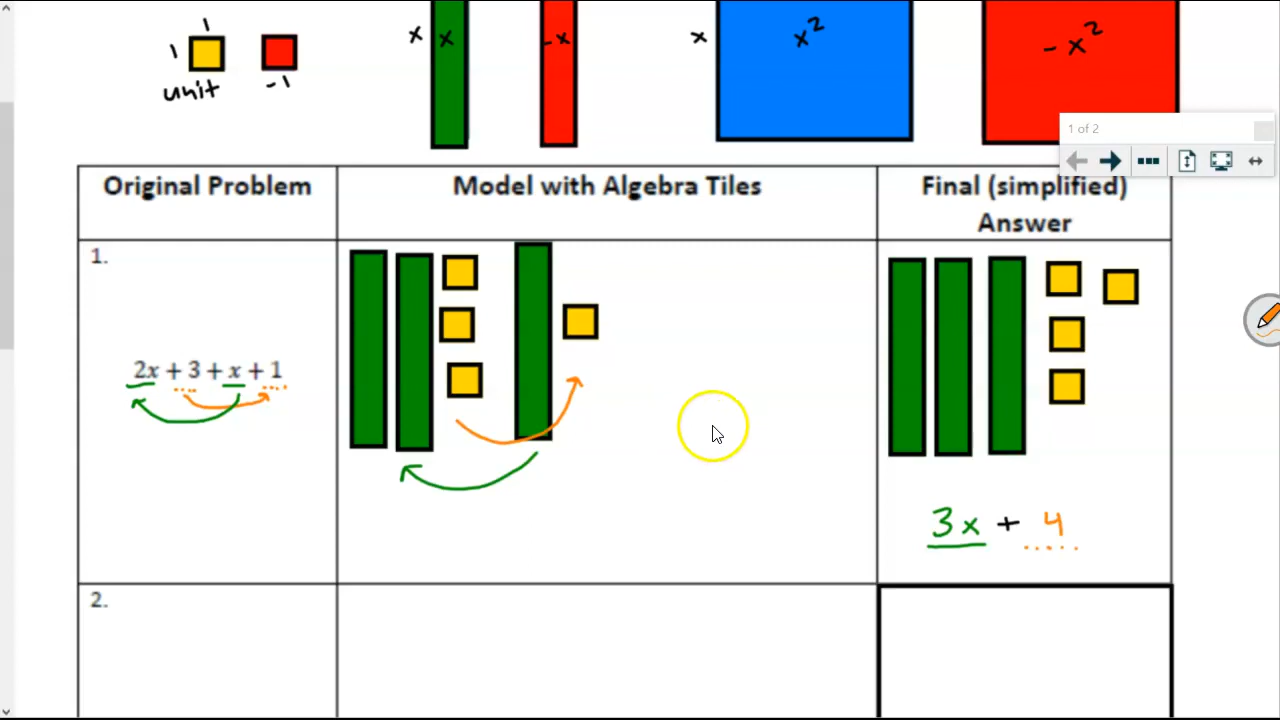 1
1
unit
-1
x
x
-x
x
x²
-x²
1 of 2
Original Problem
Model with Algebra Tiles
Final (simplified)
Answer
1.
2x + 3 + x + 1
3x + 4
2.